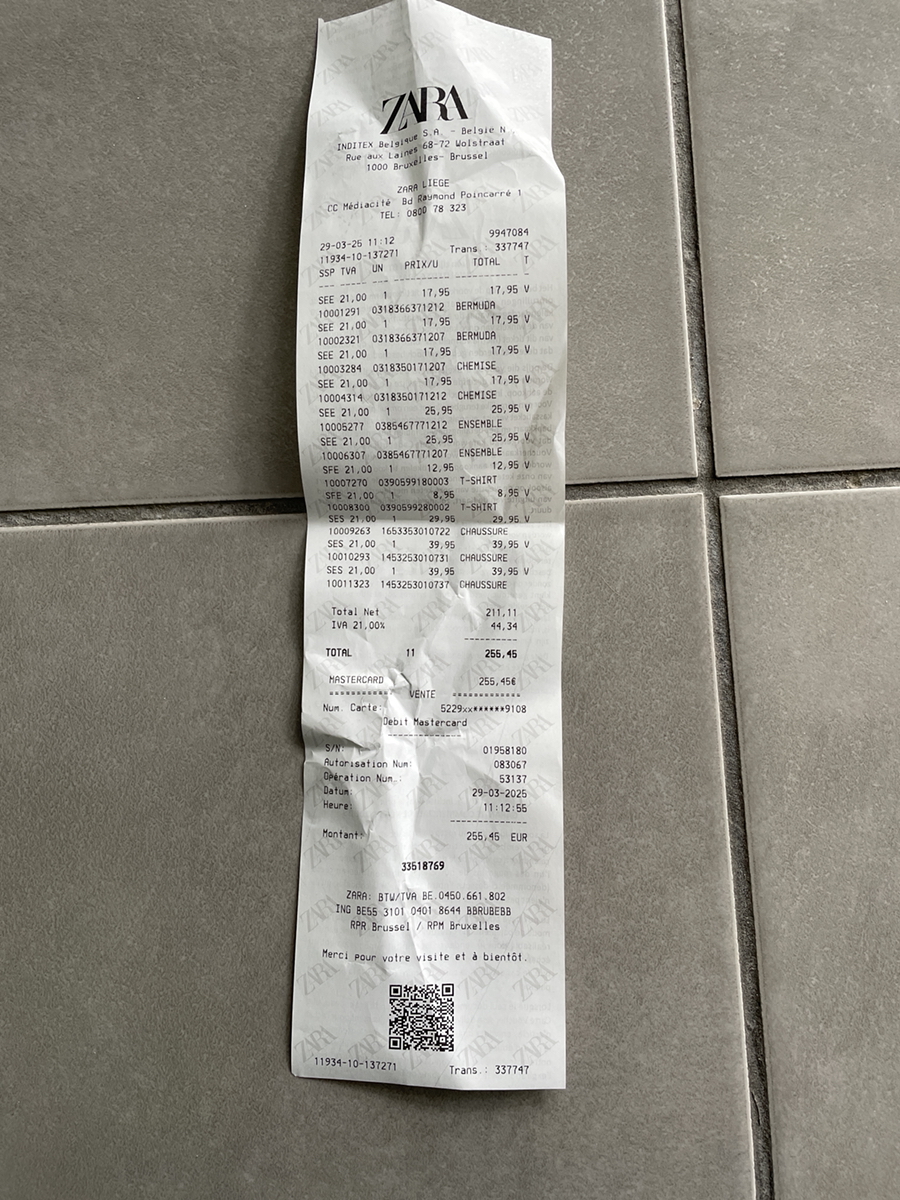 ZARA
INDITEX Belgique S.A. - Belgie N
Rue aux Laines 68-72 Wolstraat
1000 Bruxelles- Brussel
ZARA LIEGE
CC Médiacité Bd Raymond Poincarré 1
TEL: 0800 78 323
9947084
29-03-25 11:12
11934-10-137271 Trans 337747
SSP TVA UN PRIX/U TOTAL T
SEE 21,00 1 17,95 17,95 V
10001291 0318366371212 BERMUDA
SEE 21,00 1 17,95 17,95 V
10002321 0318366371207 BERMUDA
SEE 21,00 1 17,95 17,95 V
10003284 0318350171207 CHEMISE
SEE 21,00 1 17,95 17,95 V
10004314 0318350171212 CHEMISE
SEE 21,00 1 25,95 25,95 V
10005277 0385467771212 ENSEMBLE
SEE 21,00 1 25,95 25,95 V
10006307 0385467771207 ENSEMBLE
SFE 21,00 1 12,95 12,95 V
10007270 0390599180003 T-SHIRT
SFE 21,00 1 8,95 8,95 V
10008300 0390599280002 T-SHIRT
SES 21,00 1 29,95 29,95 V
10009263 1653353010722 CHAUSSURE
SES 21,00 1 39,95 39,95 V
10010293 1453253010731 CHAUSSURE
SES 21,00 1 39,95 39,95 V
10011323 1453253010737 CHAUSSURE
Total Net 211,11
IVA 21,00% 44,34
TOTAL 11 255,45
MASTERCARD 255,45€
============ VENTE =============
Num. Carte: 5229xx******9108
Debit Mastercard
S/N: 01958180
Autorisation Num: 083067
Opération Num.: 53137
Datum: 29-03-2025
Heure: 11:12:55
Montant: 255,45 EUR
33518769
ZARA: BTW/TVA BE.0450.661.802
ING BE55 3101 0401 8644 BBRUBEBB
RPR Brussel / RPM Bruxelles
Merci pour votre visite et à bientôt.
11934-10-137271 Trans.: 337747